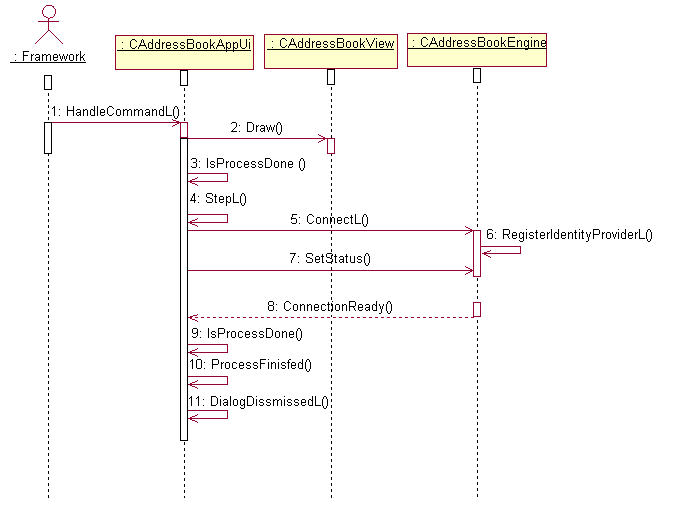 : Framework
: CAddressBookAppUi
: CAddressBookView
: CAddressBookEngine
1: HandleCommandL()
2: Draw()
3: IsProcessDone ()
4: StepL()
5: ConnectL()
6: RegisterIdentityProviderL()
7: SetStatus()
8: ConnectionReady()
9: IsProcessDone()
10: ProcessFinisfed()
11: DialogDissmissedL()